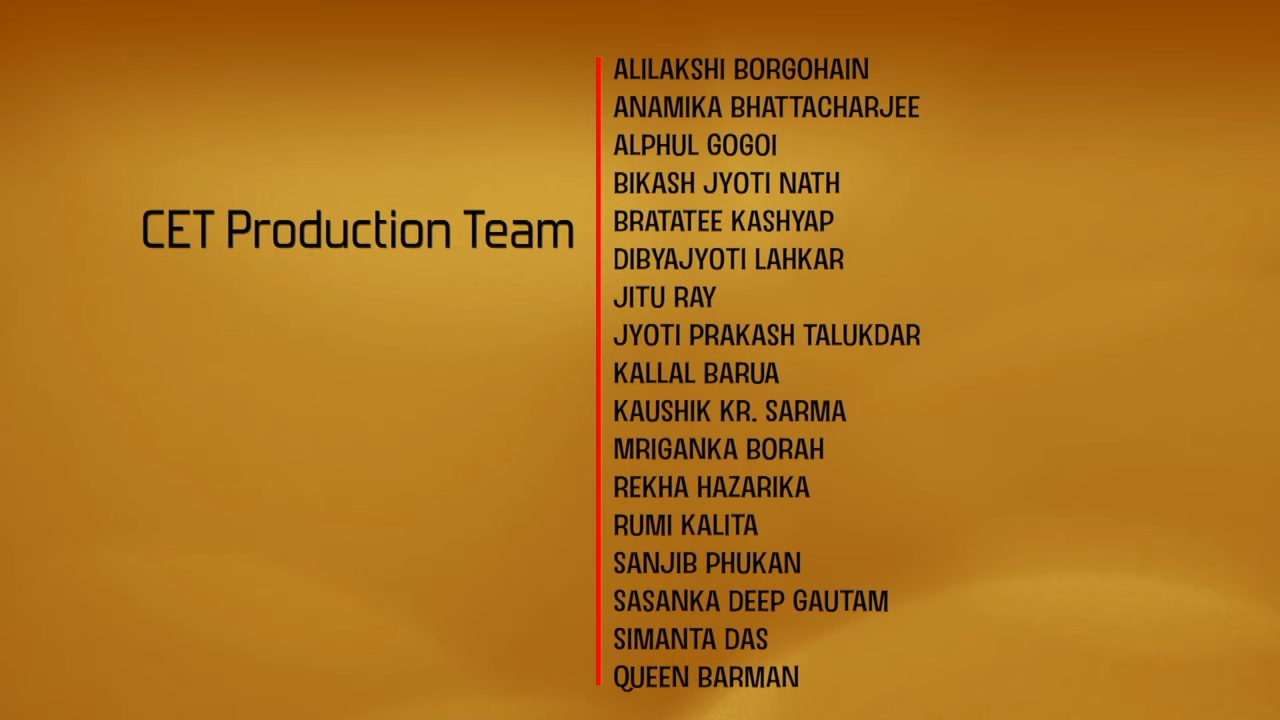 CET Production Team
ALILAKSHI BORGOHAIN
ANAMIKA BHATTACHARJEE
ALPHUL GOGOI
BIKASH JYOTI NATH
BRATATEE KASHYAP
DIBYAJYOTI LAHKAR
JITU RAY
JYOTI PRAKASH TALUKDAR
KALLAL BARUA
KAUSHIK KR. SARMA
MRIGANKA BORAH
REKHA HAZARIKA
RUMI KALITA
SANJIB PHUKAN
SASANKA DEEP GAUTAM
SIMANTA DAS
QUEEN BARMAN